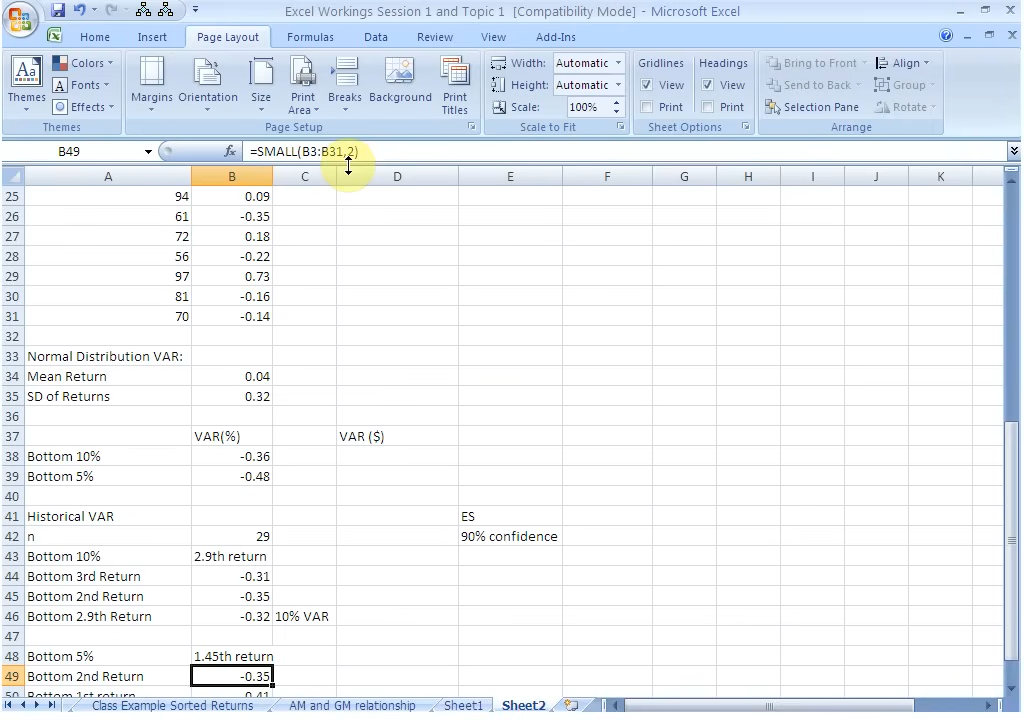 Excel Workings Session 1 and Topic 1 [Compatibility Mode] - Microsoft Excel
Home Insert Page Layout Formulas Data Review View Add-Ins
Aa Colors Width: Automatic Gridlines Headings Bring to Front Align
A Fonts Height: Automatic View View Send to Back Group
Themes Effects Margins Orientation Size Print Area Breaks Background Print Titles Scale: 100% Print Print Selection Pane Rotate
Themes Page Setup Scale to Fit Sheet Options Arrange
B49 fx =SMALL(B3:B31,2)
A B C D E F G H I J K
25 94 0.09
26 61 -0.35
27 72 0.18
28 56 -0.22
29 97 0.73
30 81 -0.16
31 70 -0.14
32
33 Normal Distribution VAR:
34 Mean Return 0.04
35 SD of Returns 0.32
36
37 VAR(%) VAR ($)
38 Bottom 10% -0.36
39 Bottom 5% -0.48
40
41 Historical VAR ES
42 n 29 90% confidence
43 Bottom 10% 2.9th return
44 Bottom 3rd Return -0.31
45 Bottom 2nd Return -0.35
46 Bottom 2.9th Return -0.32 10% VAR
47
48 Bottom 5% 1.45th return
49 Bottom 2nd Return -0.35
50 Bottom 1st return 0.41
Class Example Sorted Returns AM and GM relationship Sheet1 Sheet2